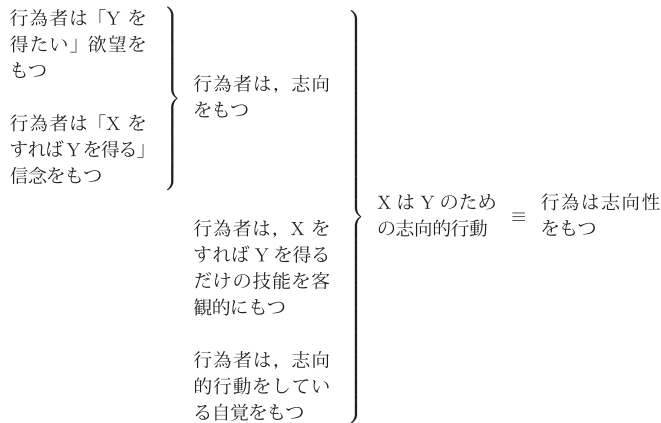 行為者は「Y を
得たい」欲望を
もつ
行為者は「X を
すれば Y を得る」
信念をもつ
行為者は，志向
をもつ
行為者は，X を
すれば Y を得る
だけの技能を客
観的にもつ
行為者は，志向
的行動をしてい
る自覚をもつ
X は Y のため
の志向的行動
≡
行為は志向性
をもつ